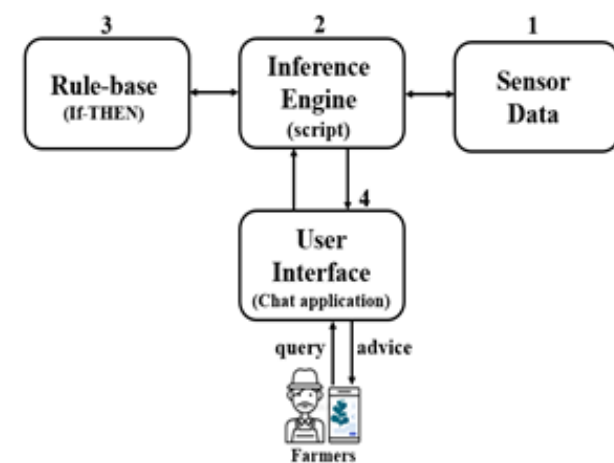 3
2
1
Rule-base
(If-THEN)
Inference
Engine
(script)
Sensor
Data
4
User
Interface
(Chat application)
query
advice
Farmers